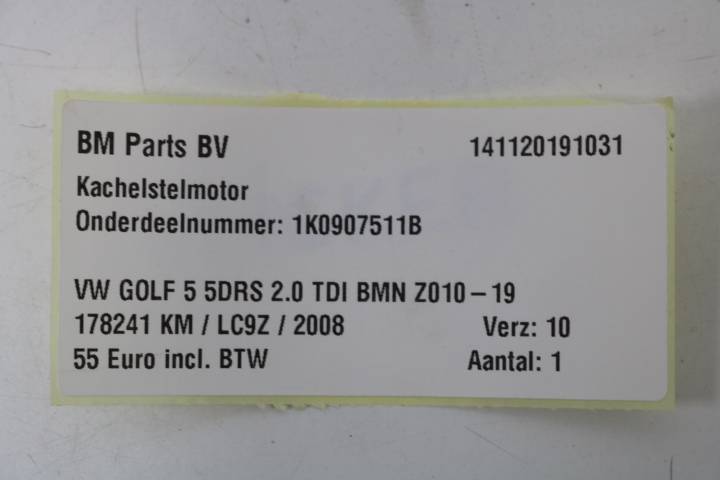 BM Parts BV 141120191031
Kachelstelmotor
Onderdeelnummer: 1K0907511B
VW GOLF 5 5DRS 2.0 TDI BMN Z010-19
178241 KM / LC9Z / 2008 Verz: 10
55 Euro incl. BTW Aantal: 1